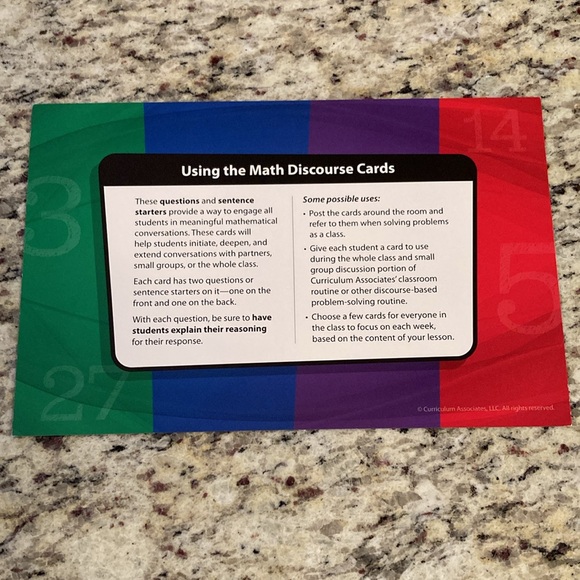 14
3
5
27
Using the Math Discourse Cards
These questions and sentence
starters provide a way to engage all
students in meaningful mathematical
conversations. These cards will
help students initiate, deepen, and
extend conversations with partners,
small groups, or the whole class.
Each card has two questions or
sentence starters on it—one on the
front and one on the back.
With each question, be sure to have
students explain their reasoning
for their response.
Some possible uses:
• Post the cards around the room and
refer to them when solving problems
as a class.
• Give each student a card to use
during the whole class and small
group discussion portion of
Curriculum Associates' classroom
routine or other discourse-based
problem-solving routine.
• Choose a few cards for everyone in
the class to focus on each week,
based on the content of your lesson.
© Curriculum Associates, LLC. All rights reserved.